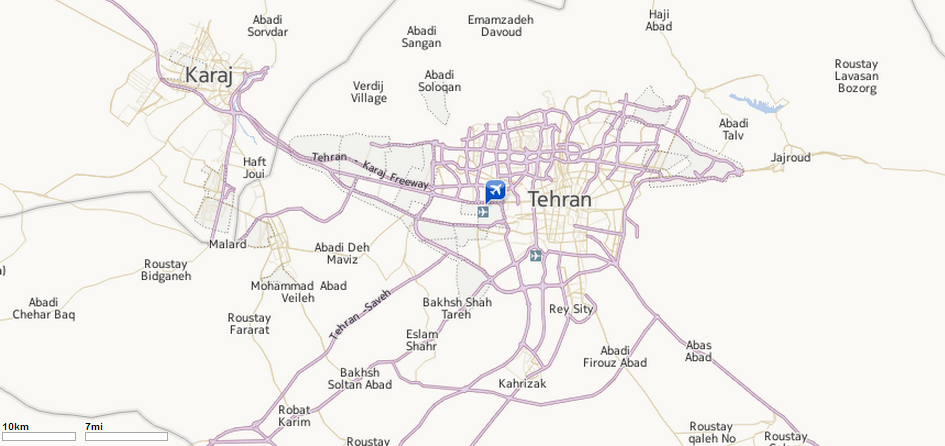 Haji
Abad
Abadi
Sorvdar
Emamzadeh
Davoud
Abadi
Sangan
Roustay
Lavasan
Bozorg
Karaj
Abadi
Soloqan
Verdij
Village
Abadi
Talv
Jajroud
Tehran - Karaj Freeway
Haft
Joui
Tehran
Malard
Abadi Deh
Maviz
Roustay
Bidganeh
a)
Mohammad Abad
Veileh
Abadi
Chehar Baq
Bakhsh Shah
Tareh
Rey City
Roustay
Fararat
Tehran -Saveh
Eslam
Shahr
Abadi
Firouz Abad
Abas
Abad
Bakhsh
Soltan Abad
Kahrizak
Robat
Karim
10km
7mi
Roustay
Roustay
qaleh No
Roustay